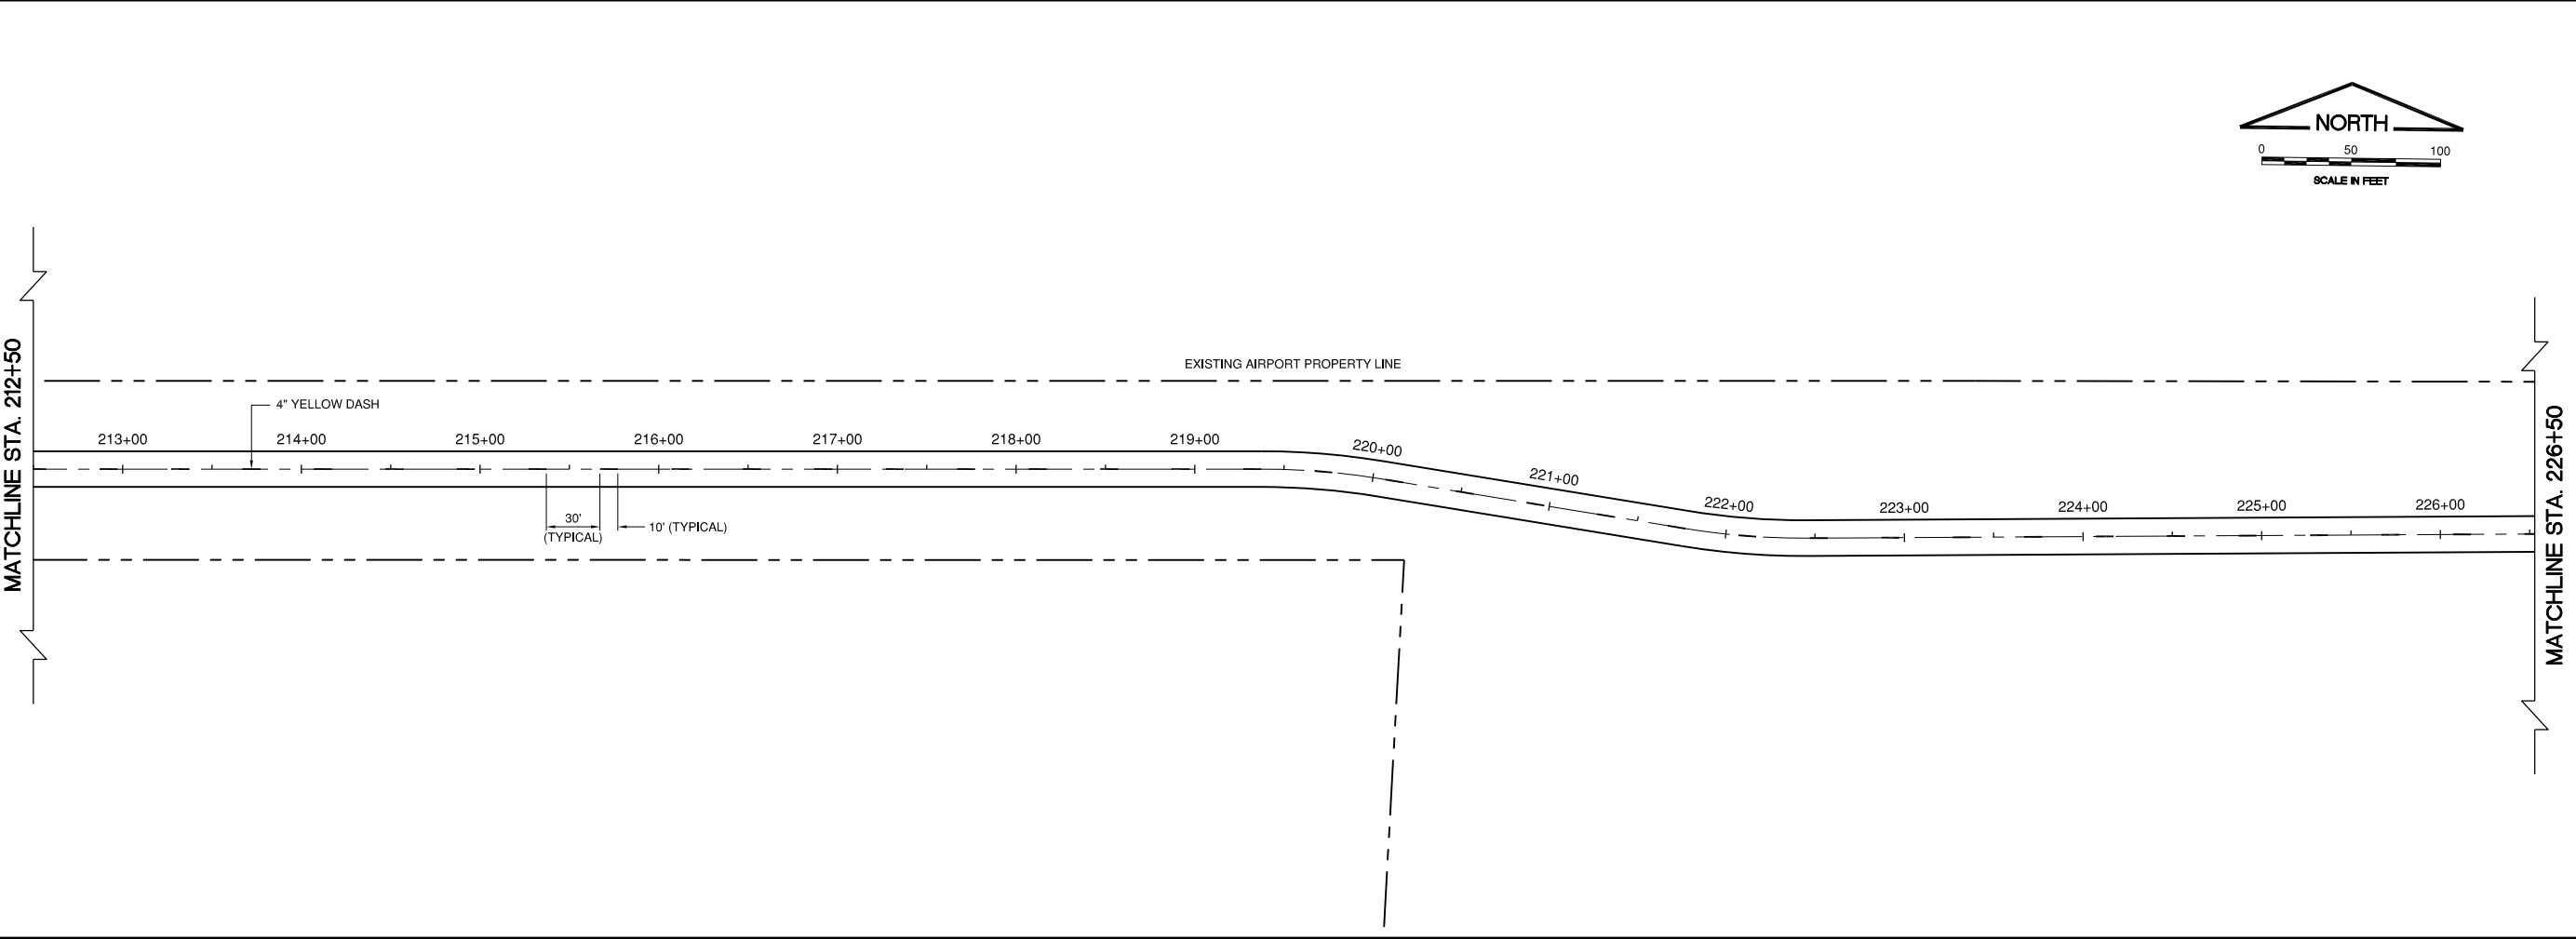 NORTH
0 50 100
SCALE IN FEET
MATCHLINE STA. 212+50
EXISTING AIRPORT PROPERTY LINE
4" YELLOW DASH
213+00
214+00
215+00
216+00
217+00
218+00
219+00
220+00
221+00
222+00
223+00
224+00
225+00
226+00
30'
(TYPICAL)
10' (TYPICAL)
MATCHLINE STA. 226+50